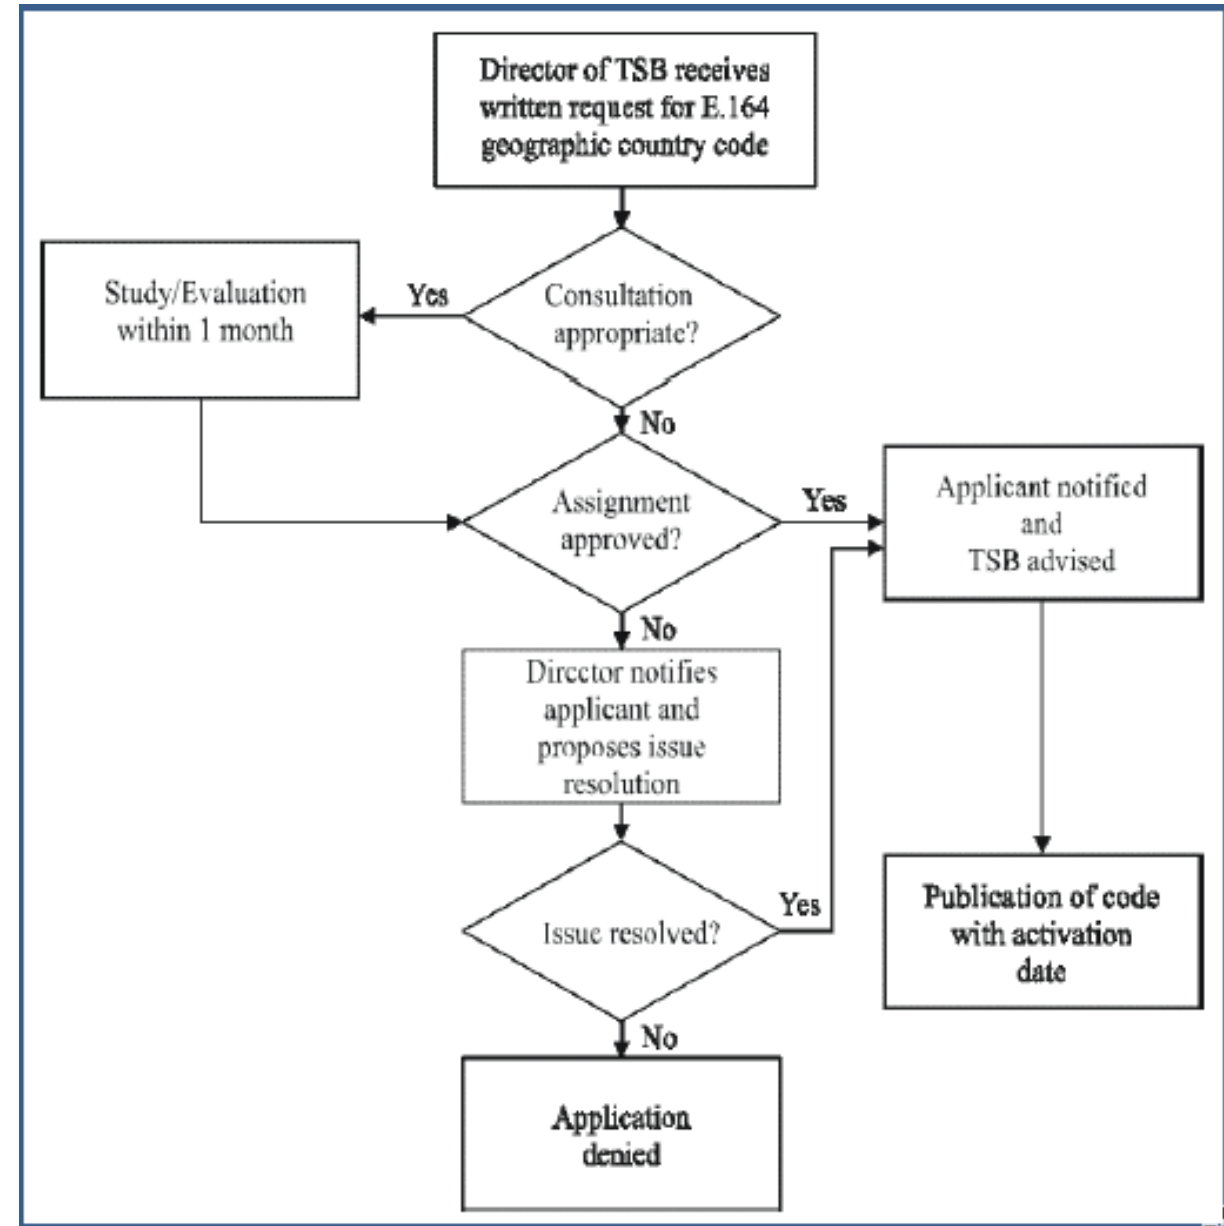 Director of TSB receives
written request for E.164
geographic country code
Study/Evaluation
within 1 month
Yes
Consultation
appropriate?
No
Assignment
approved?
Yes
Applicant notified
and
TSB advised
No
Director notifies
applicant and
proposes issue
resolution
Issue resolved?
Yes
Publication of code
with activation
date
No
Application
denied